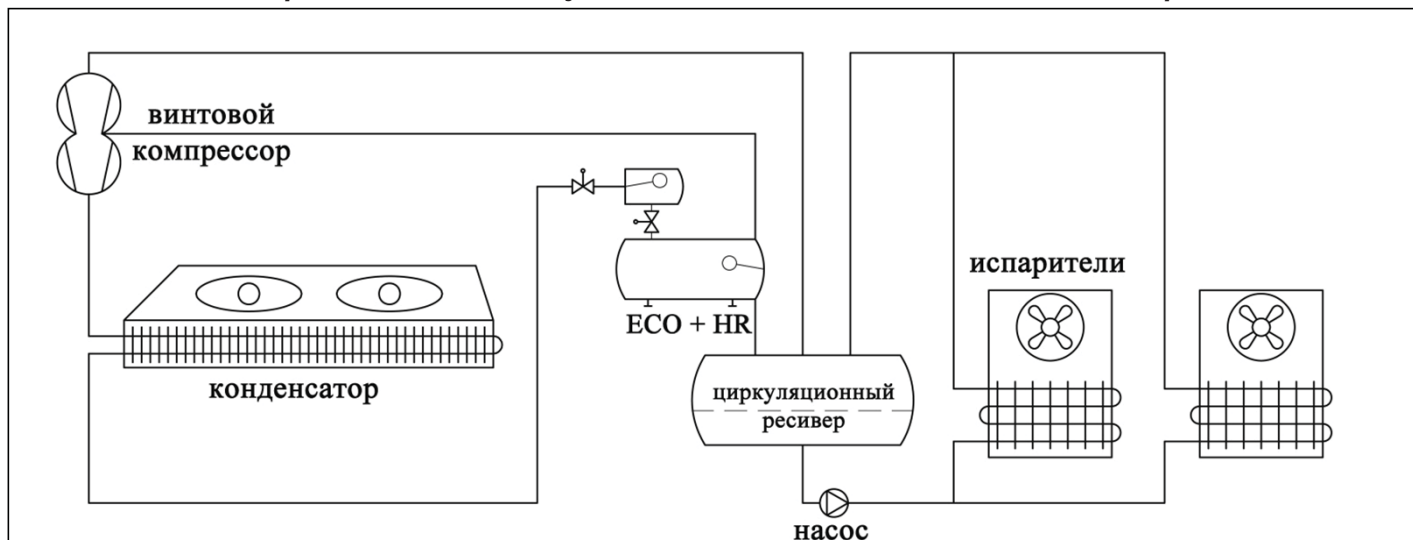 винтовой
компрессор
испарители
ECO + HR
конденсатор
циркуляционный
ресивер
насос